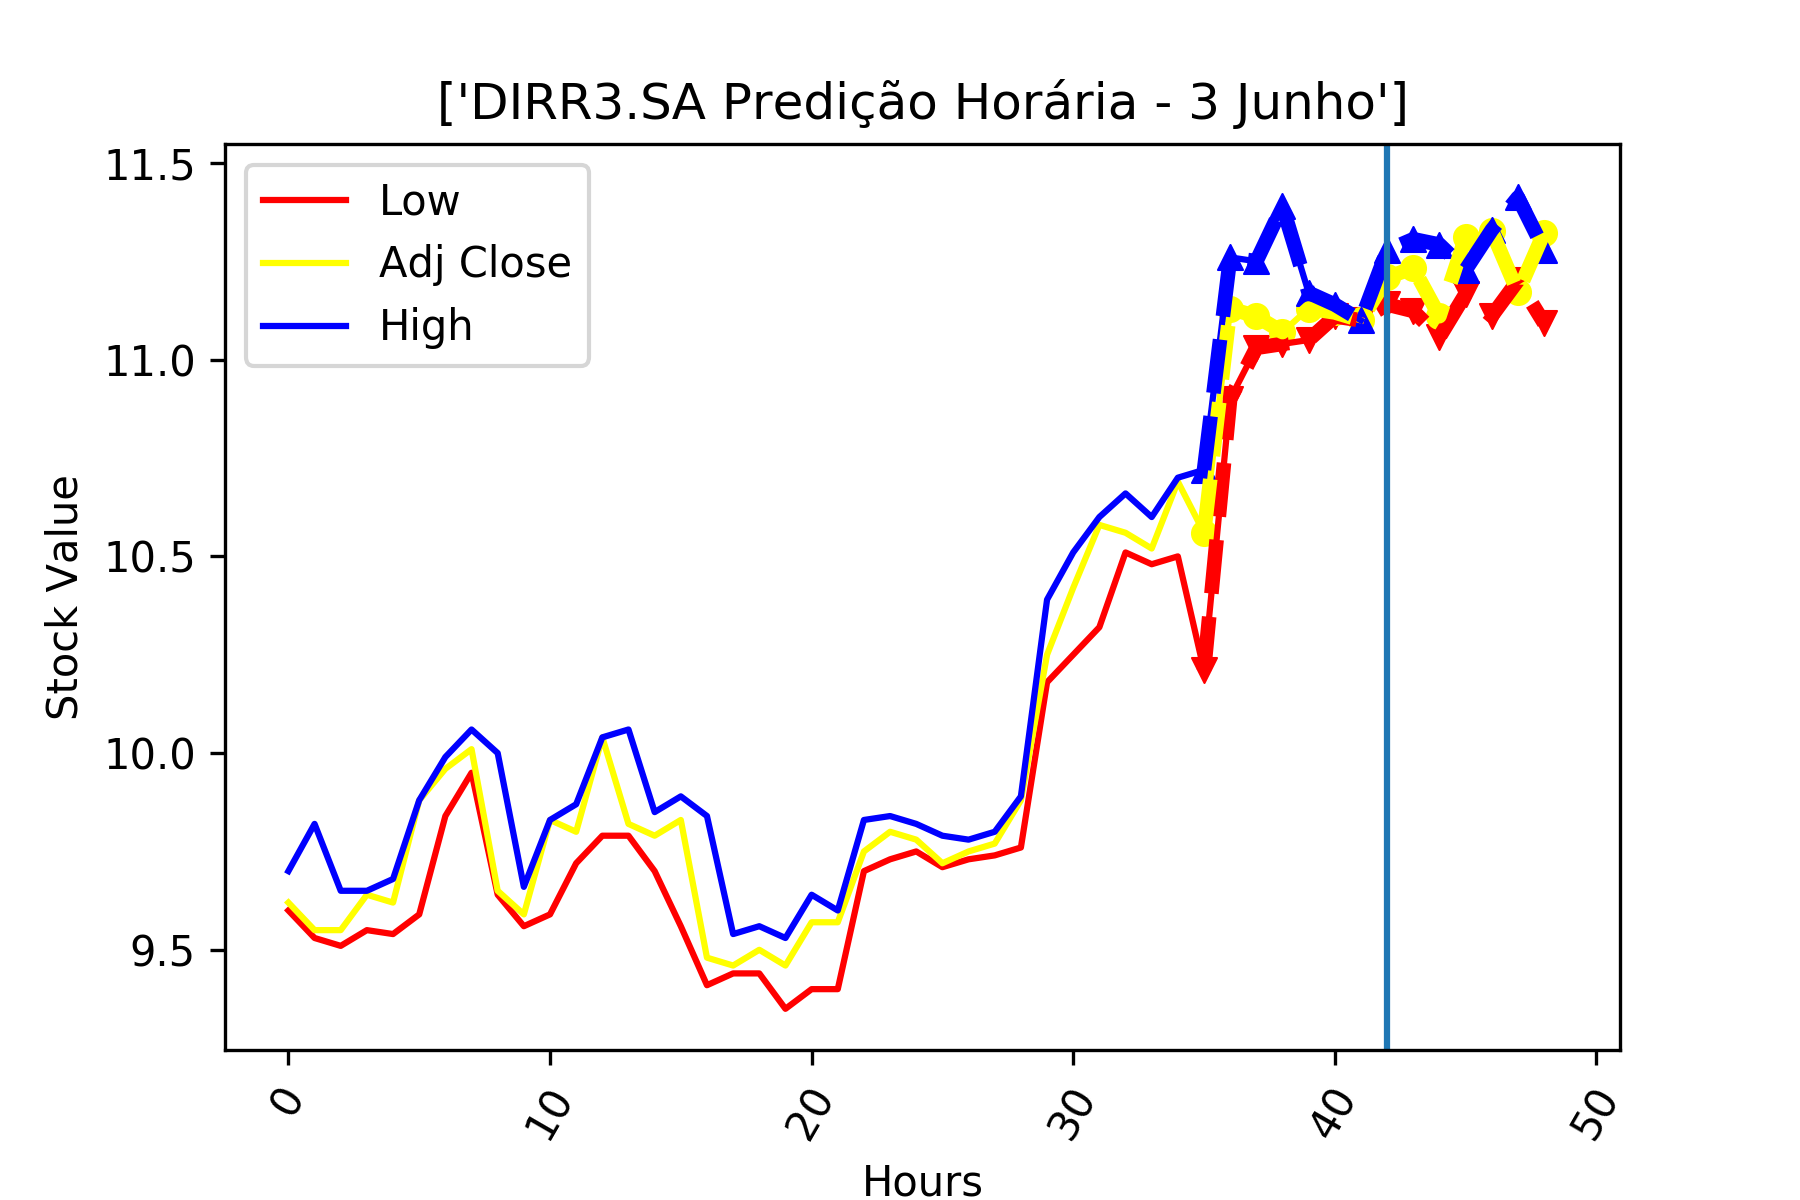 ['DIRR3.SA Predição Horária - 3 Junho']
Low
Adj Close
High
Stock Value
11.5
11.0
10.5
10.0
9.5
0
10
20
30
40
50
Hours